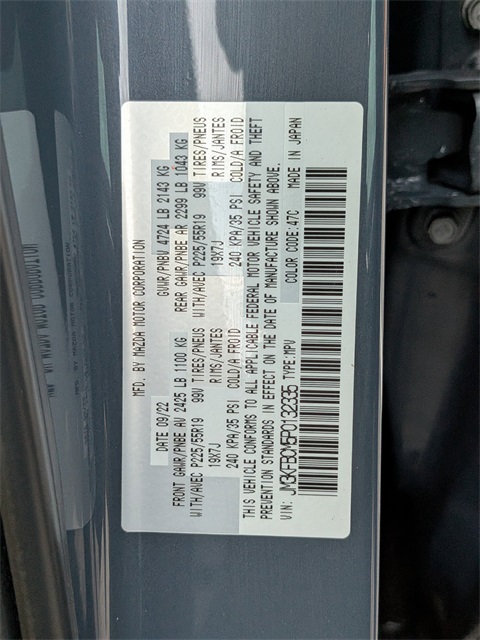 MFD. BY MAZDA MOTOR CORPORATION
DATE 09/22 GVWR/PNBV 4724 LB 2143 KG
FRONT GAWR/PNBE AV 2425 LB 1100 KG REAR GAWR/PNBE AR 2299 LB 1043 KG
WITH/AVEC P225/55R19 99V TIRES/PNEUS WITH/AVEC P225/55R19 99V TIRES/PNEUS
19X7J RIMS/JANTES 19X7J RIMS/JANTES
240 KPA/35 PSI COLD/A FROID 240 KPA/35 PSI COLD/A FROID
THIS VEHICLE CONFORMS TO ALL APPLICABLE FEDERAL MOTOR VEHICLE SAFETY AND THEFT
PREVENTION STANDARDS IN EFFECT ON THE DATE OF MANUFACTURE SHOWN ABOVE.
VIN: JM3KFBCM5P0132335 TYPE:MPV COLOR CODE:47C MADE IN JAPAN